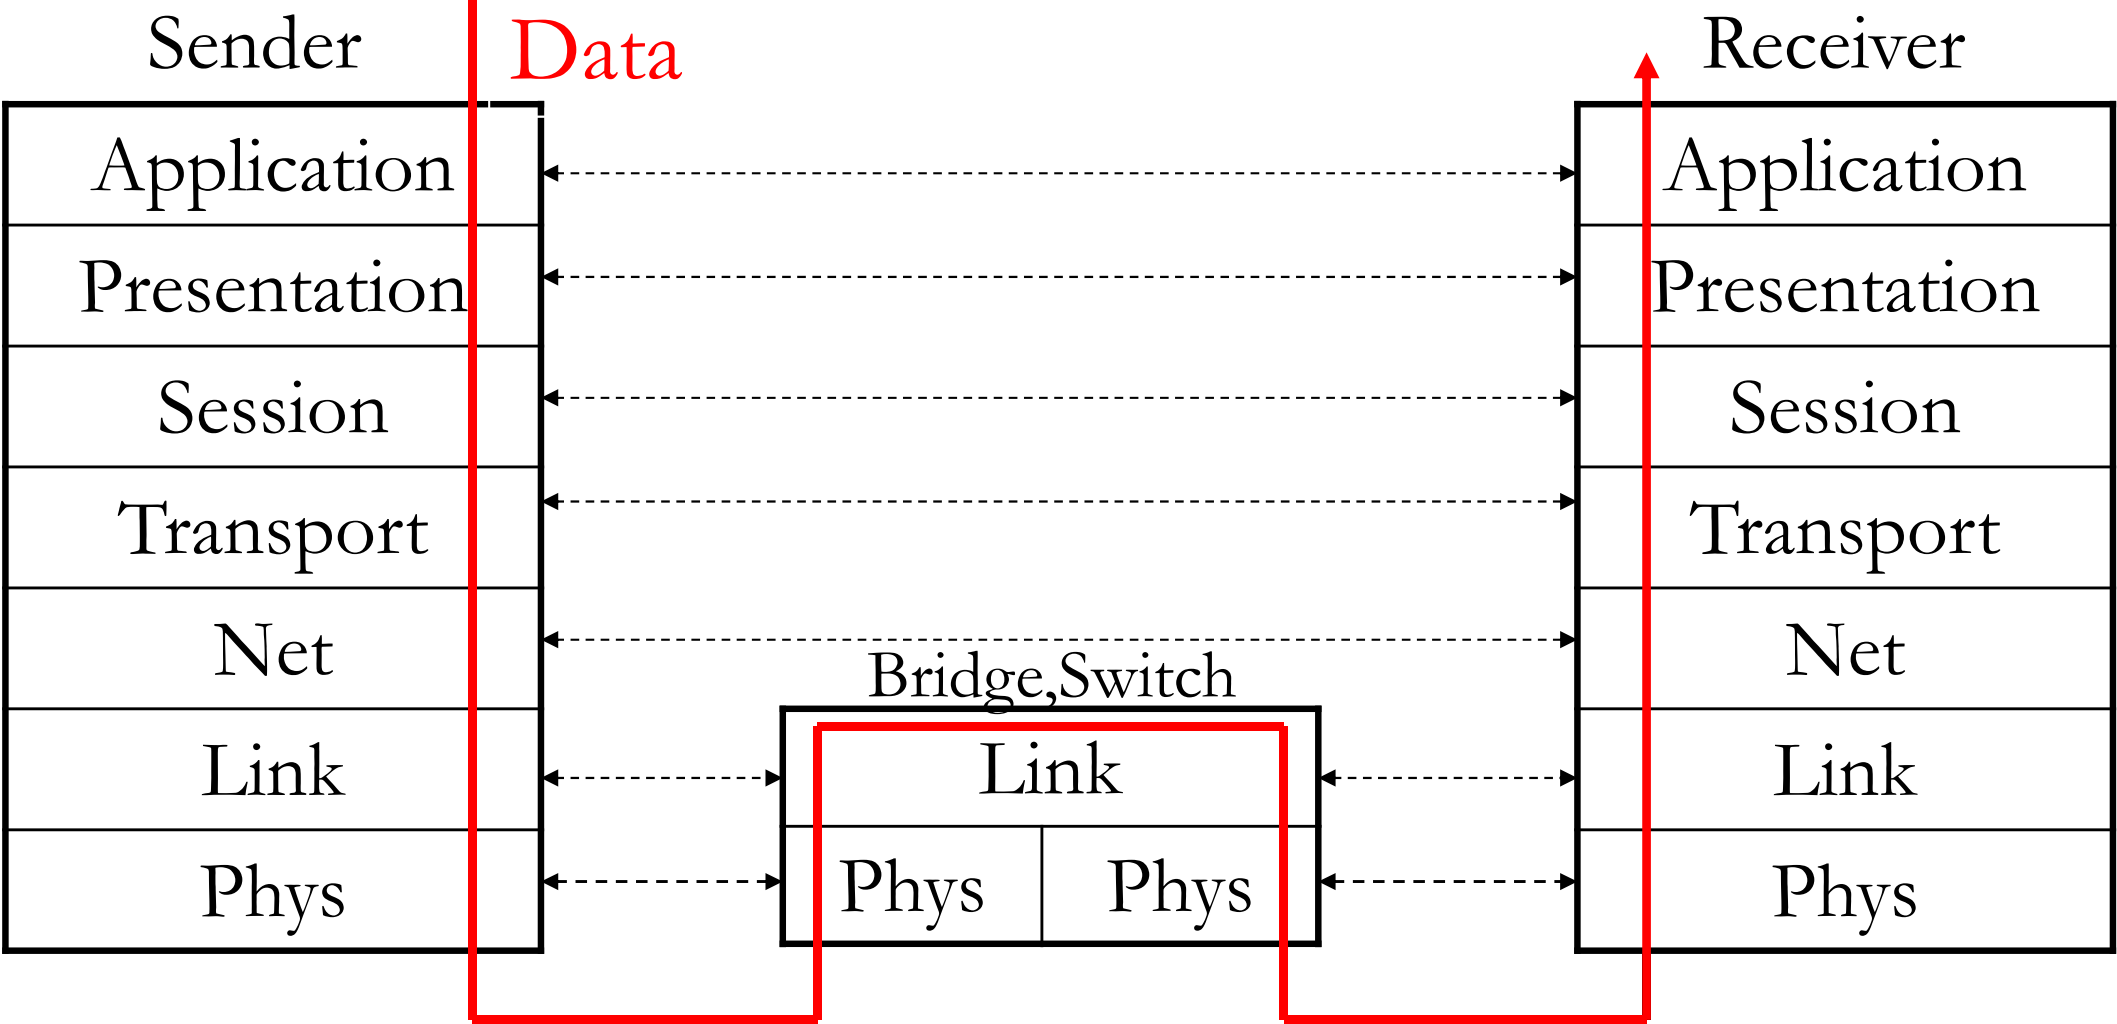 Sender
Data
Receiver
Application
Application
Presentation
Presentation
Session
Session
Transport
Transport
Net
Net
Bridge,Switch
Link
Link
Link
Phys
Phys
Phys
Phys